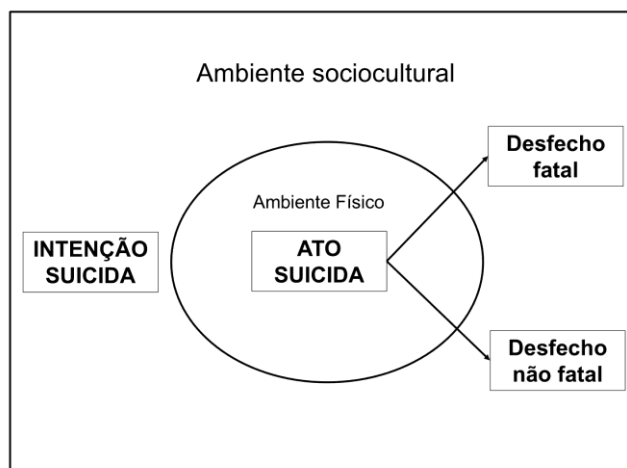 Ambiente sociocultural
Desfecho
fatal
Ambiente Físico
INTENÇÃO
SUICIDA
ATO
SUICIDA
Desfecho
não fatal